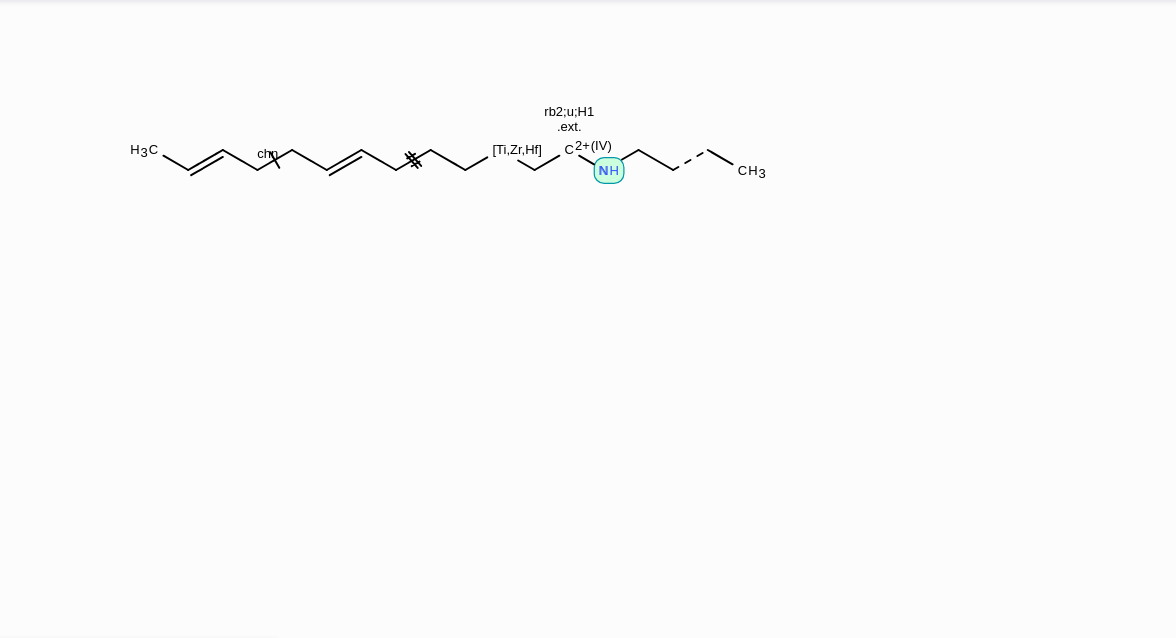 rb2;u;H1
.ext.
H3C
chn
[Ti,Zr,Hf]
C2+(IV)
NH
CH3